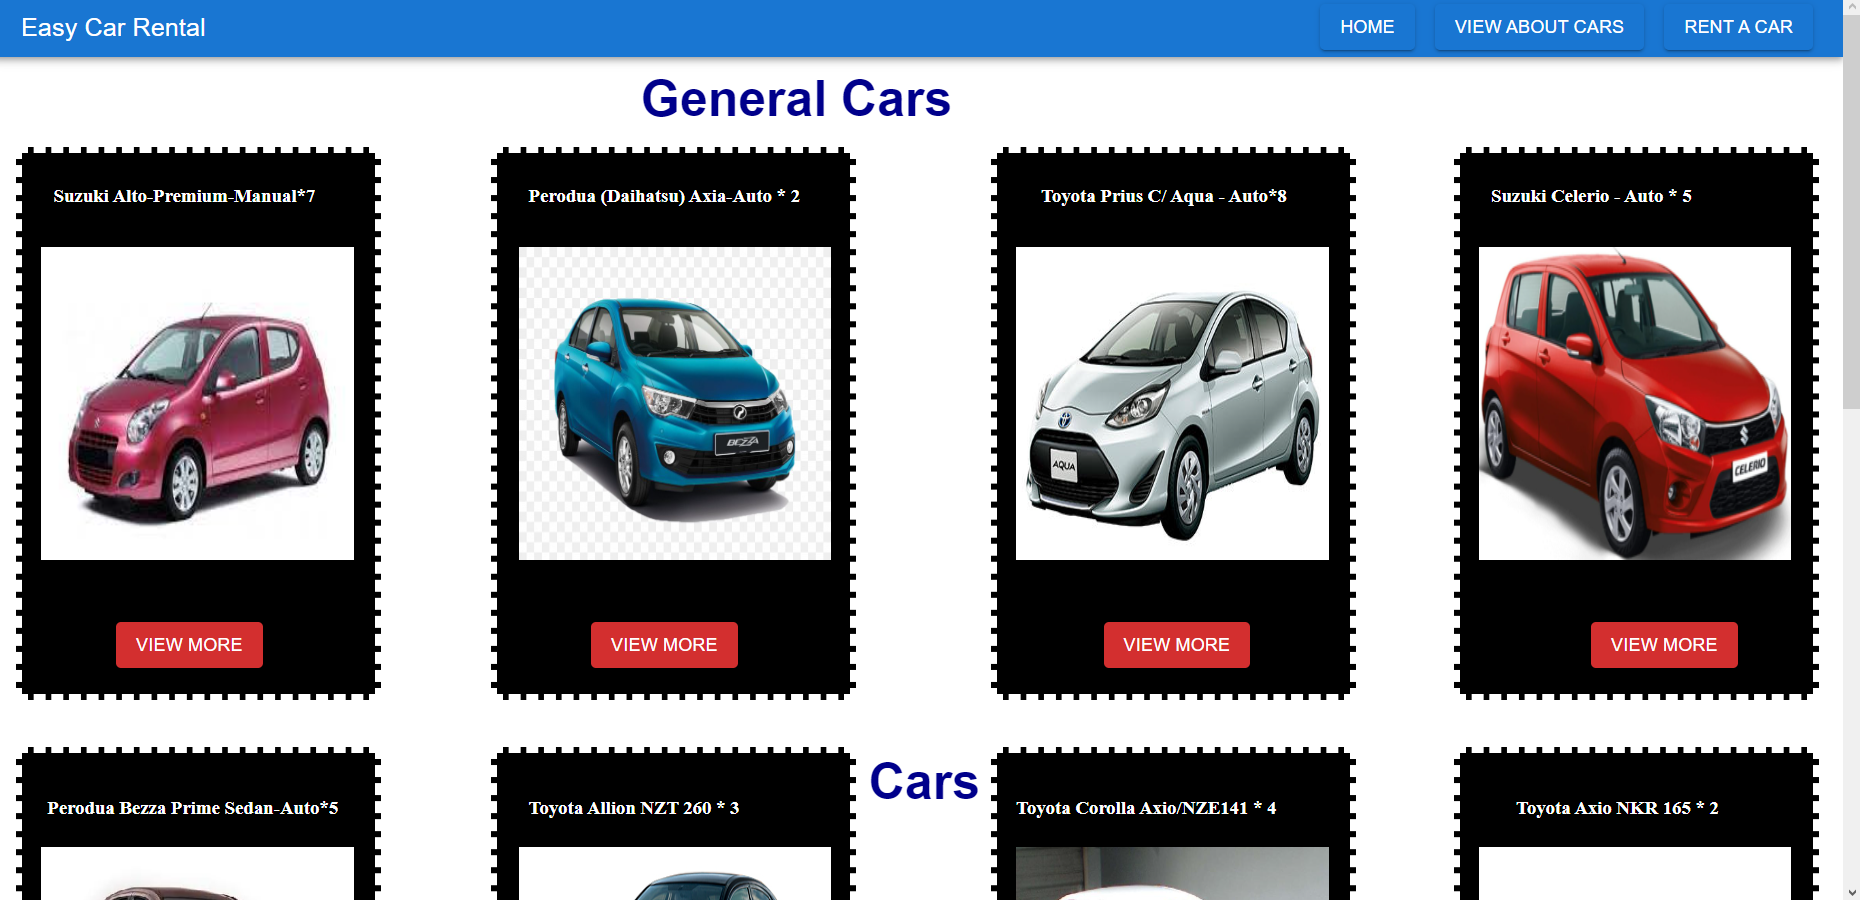 Easy Car Rental
HOME
VIEW ABOUT CARS
RENT A CAR
General Cars
Suzuki Alto-Premium-Manual*7
Perodua (Daihatsu) Axia-Auto * 2
Toyota Prius C/ Aqua - Auto*8
Suzuki Celerio - Auto * 5
BEZZA
AQUA
CELERIO
VIEW MORE
VIEW MORE
VIEW MORE
VIEW MORE
Cars
Perodua Bezza Prime Sedan-Auto*5
Toyota Allion NZT 260 * 3
Toyota Corolla Axio/NZE141 * 4
Toyota Axio NKR 165 * 2